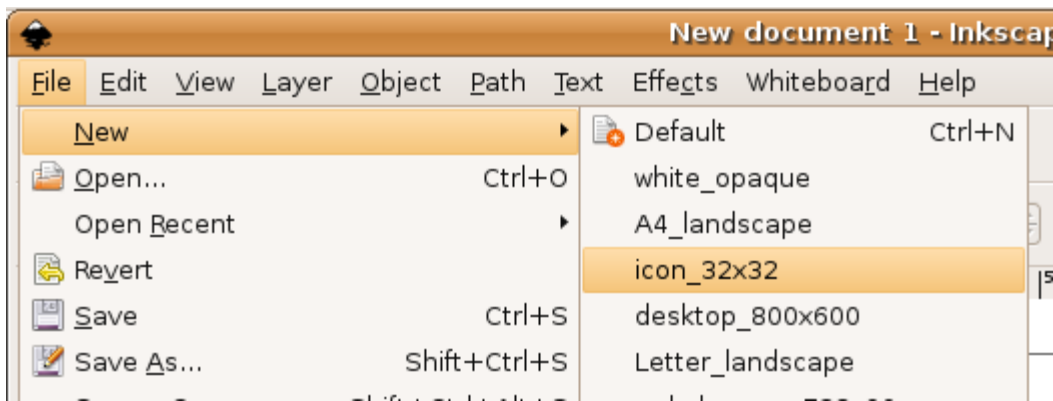 New document 1 - Inkscap
File Edit View Layer Object Path Text Effects Whiteboard Help
New
Open... Ctrl+O
Open Recent
Revert
Save Ctrl+S
Save As... Shift+Ctrl+S
Default Ctrl+N
white_opaque
A4_landscape
icon_32x32
desktop_800x600
Letter_landscape